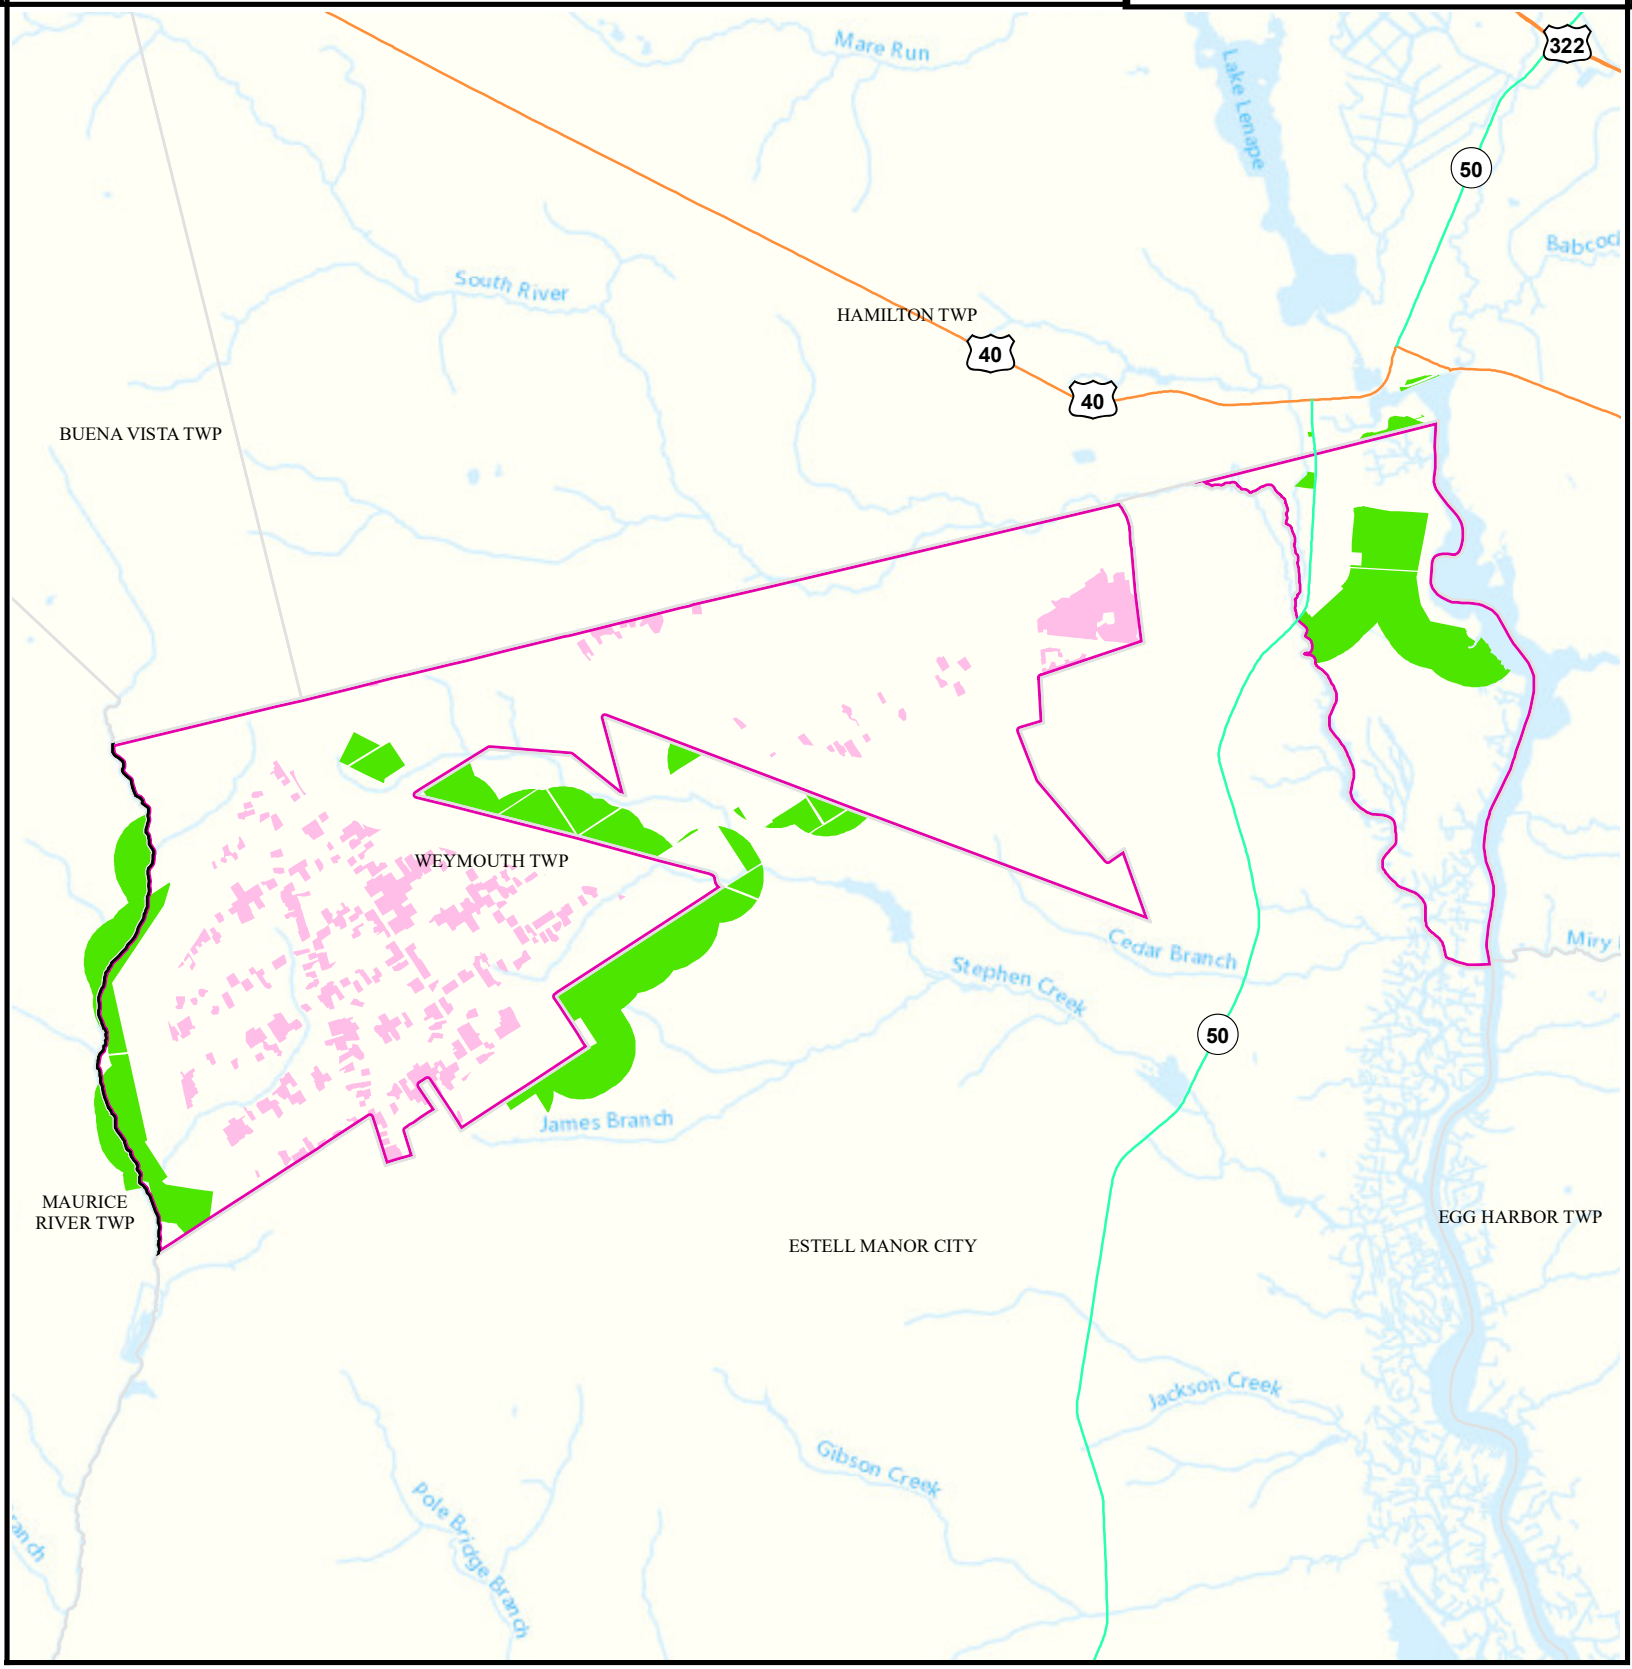 Mare Run
322
Lake Lenape
50
Babcoc
South River
HAMILTON TWP
40
40
BUENA VISTA TWP
WEYMOUTH TWP
Cedar Branch
Miry
Stephen Creek
50
James Branch
MAURICE
RIVER TWP
EGG HARBOR TWP
ESTELL MANOR CITY
Jackson Creek
Gibson Creek
Pole Bridge Branch
ranch